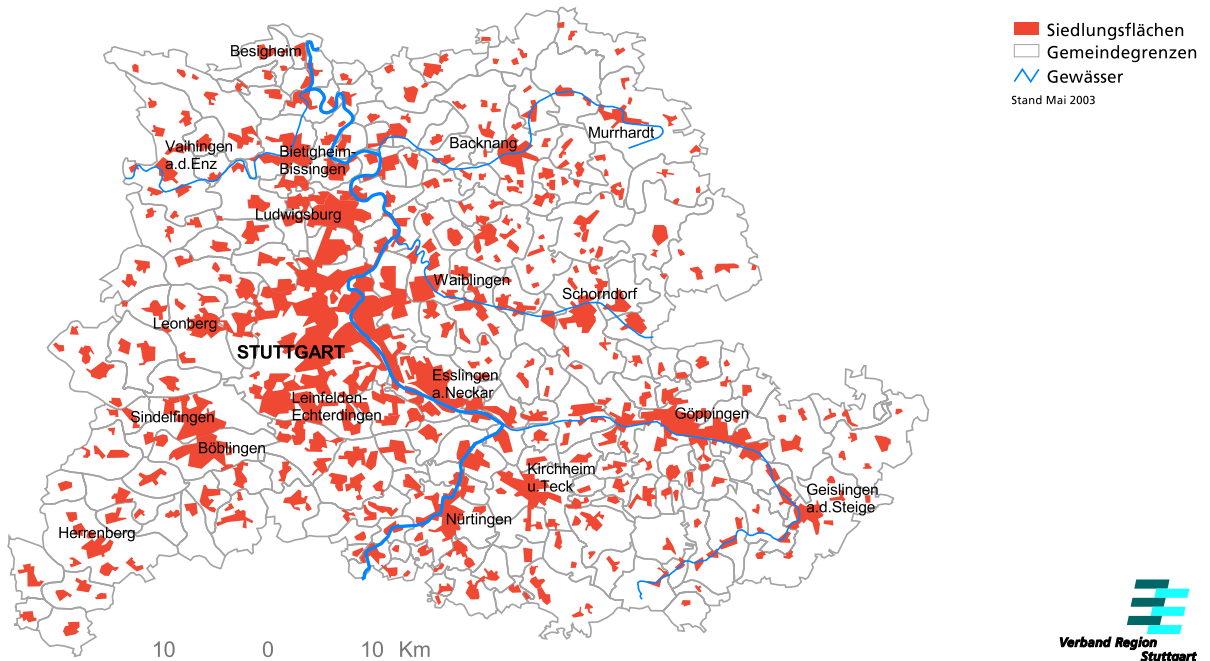 Siedlungsflächen
Gemeindegrenzen
Gewässer
Stand Mai 2003
Besigheim
Murrhardt
Backnang
Vaihingen
a.d.Enz
Bietigheim-
Bissingen
Ludwigsburg
Waiblingen
Schorndorf
Leonberg
STUTTGART
Esslingen
a.Neckar
Leinfelden-
Echterdingen
Sindelfingen
Göppingen
Böblingen
Kirchheim
u.Teck
Geislingen
a.d.Steige
Nürtingen
Herrenberg
10 0 10 Km
Verband Region
Stuttgart